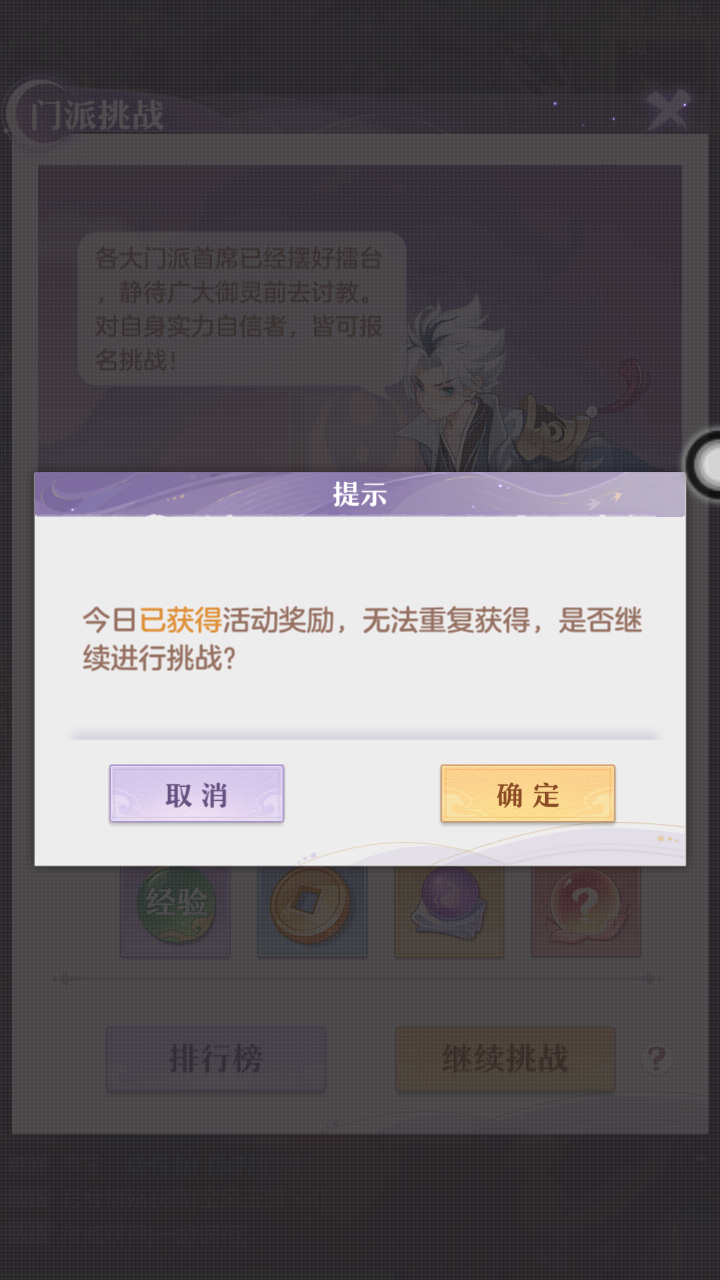 门派挑战
各大门派首席已经摆好擂台
，静待广大御灵前去讨教。
对自身实力自信者，皆可报
名挑战！
提示
今日已获得活动奖励，无法重复获得，是否继
续进行挑战？
取消
确定
经验
?
排行榜
继续挑战
?